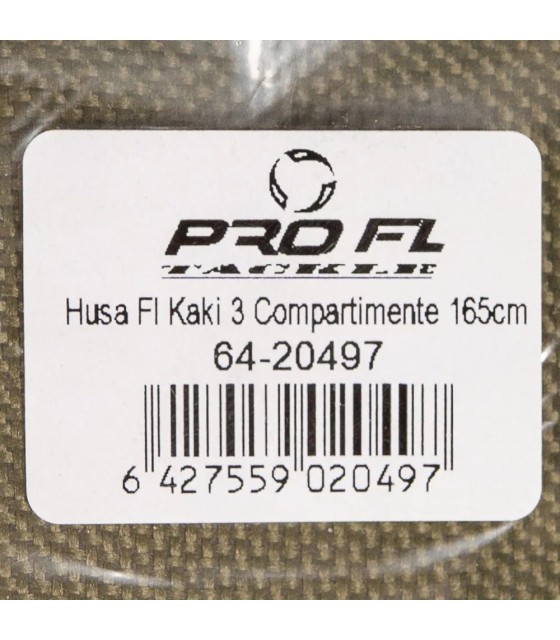 PRO FL
TACKLE
Husa Fl Kaki 3 Compartimente 165cm
64-20497
6 427559 020497